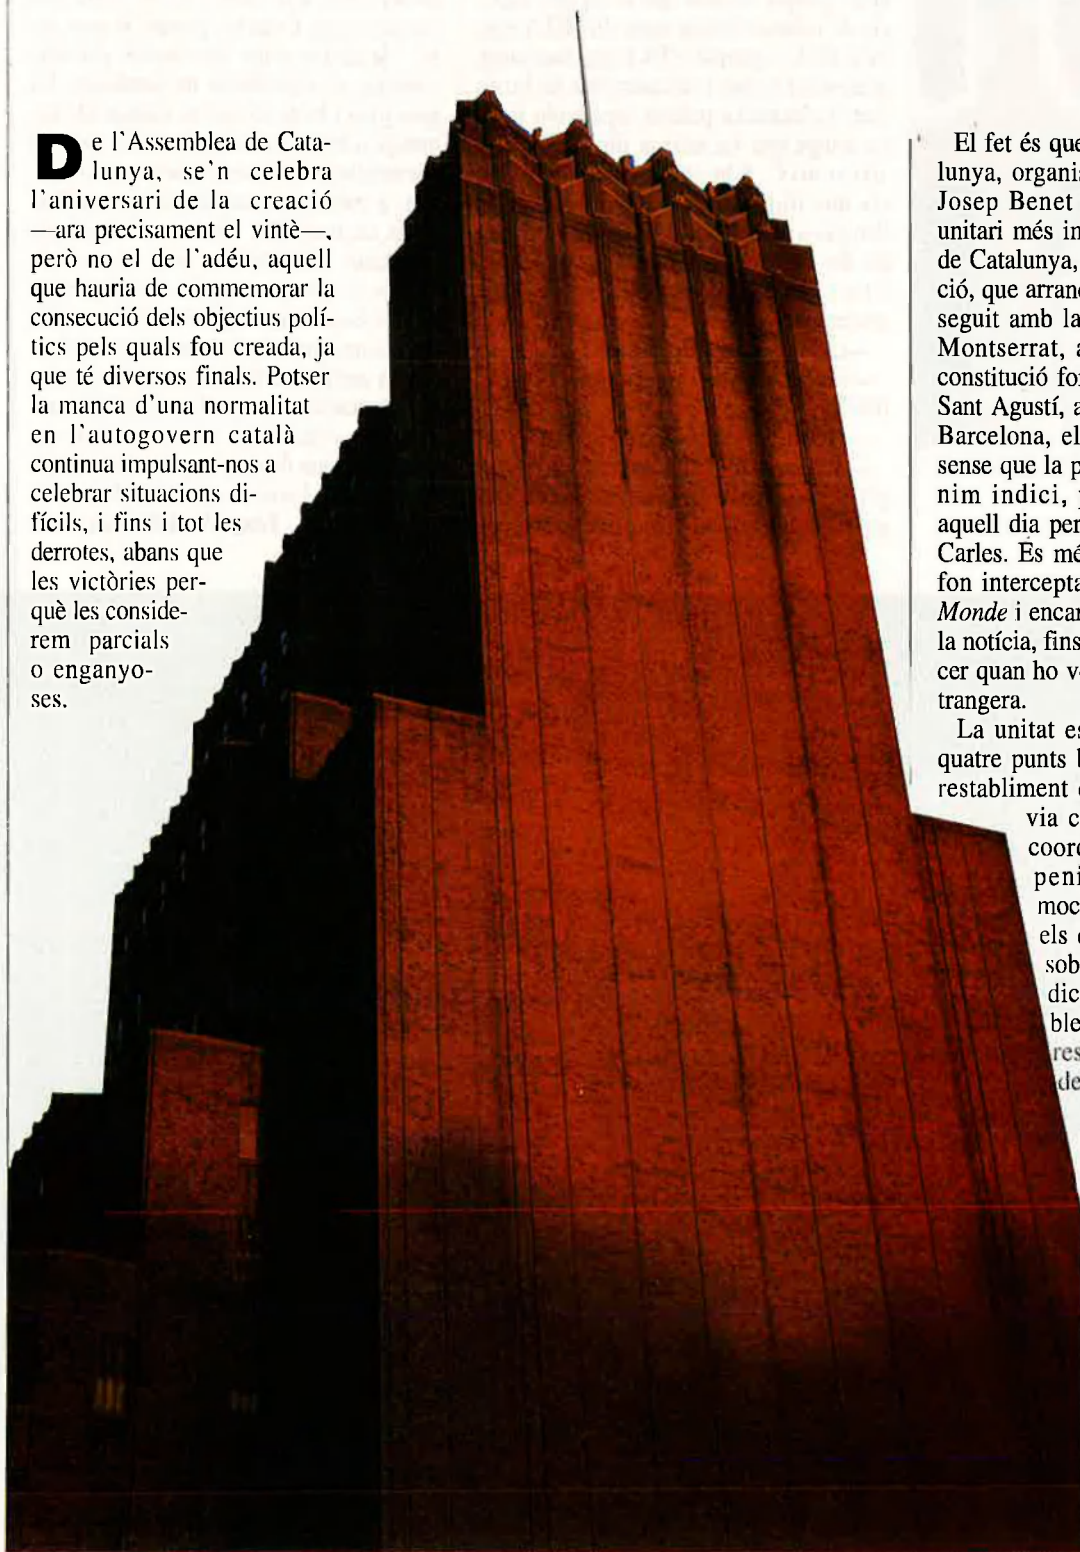 De l'Assemblea de Cata-
lunya, se'n celebra
l'aniversari de la creació
—ara precisament el vintè—,
però no el de l'adéu, aquell
que hauria de commemorar la
consecució dels objectius polí-
tics pels quals fou creada, ja
que té diversos finals. Potser
la manca d'una normalitat
en l'autogovern català
continua impulsant-nos a
celebrar situacions di-
fícils, i fins i tot les
derrotes, abans que
les victòries per-
què les conside-
rem parcials
o enganyo-
ses.
El fet és que
lunya, organis
Josep Benet
unitari més in
de Catalunya,
ció, que arranc
seguit amb la
Montserrat, a
constitució for
Sant Agustí, a
Barcelona, el
sense que la p
nim indici, p
aquell dia per
Carles. És mé
fon intercepta
Monde i encar
la notícia, fins
cer quan ho v
trangera.
La unitat es
quatre punts b
restabliment d
via c
coord
peni
moc
els d
sob
dic
ble
res
de